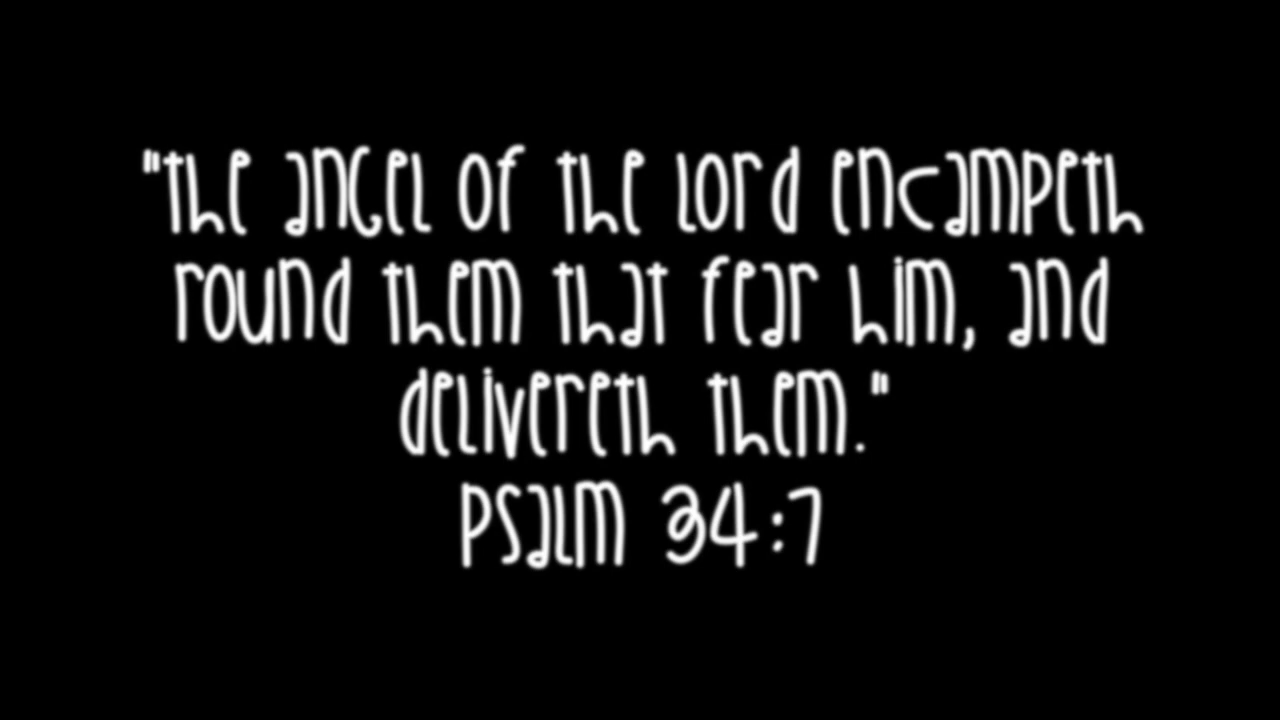 "the angel of the lord encampeth
round them that fear him, and
delivereth them."
Psalm 34:7